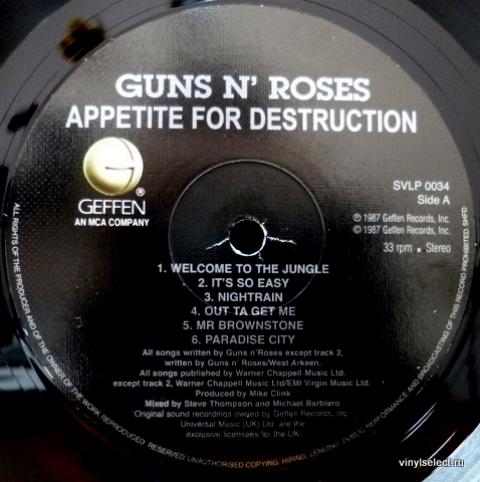 GUNS N' ROSES
APPETITE FOR DESTRUCTION
GEFFEN ®
AN MCA COMPANY
SVLP 0034
Side A
℗ 1987 Geffen Records, Inc.
© 1987 Geffen Records, Inc.
33 rpm . Stereo
1. WELCOME TO THE JUNGLE
2. IT'S SO EASY
3. NIGHTRAIN
4. OUT TA GET ME
5. MR BROWNSTONE
6. PARADISE CITY
All songs written by Guns n'Roses except track 2,
written by Guns n' Roses/West Arkeen.
All songs published by Warner Chappell Music Ltd.
except track 2, Warner Chappell Music Ltd/EMI Virgin Music Ltd.
Produced by Mike Clink
Mixed by Steve Thompson and Michael Barbiero
Original sound recordings owned by Geffen Records, Inc.
Universal Music (UK) Ltd. are the
exclusive licensees for the UK
ALL RIGHTS OF THE PRODUCER AND OF THE OWNER OF THE WORK REPRODUCED RESERVED. UNAUTHORISED COPYING, HIRING, LENDING, PUBLIC PERFORMANCE AND BROADCASTING OF THIS RECORD PROHIBITED.
vinylselect.ru